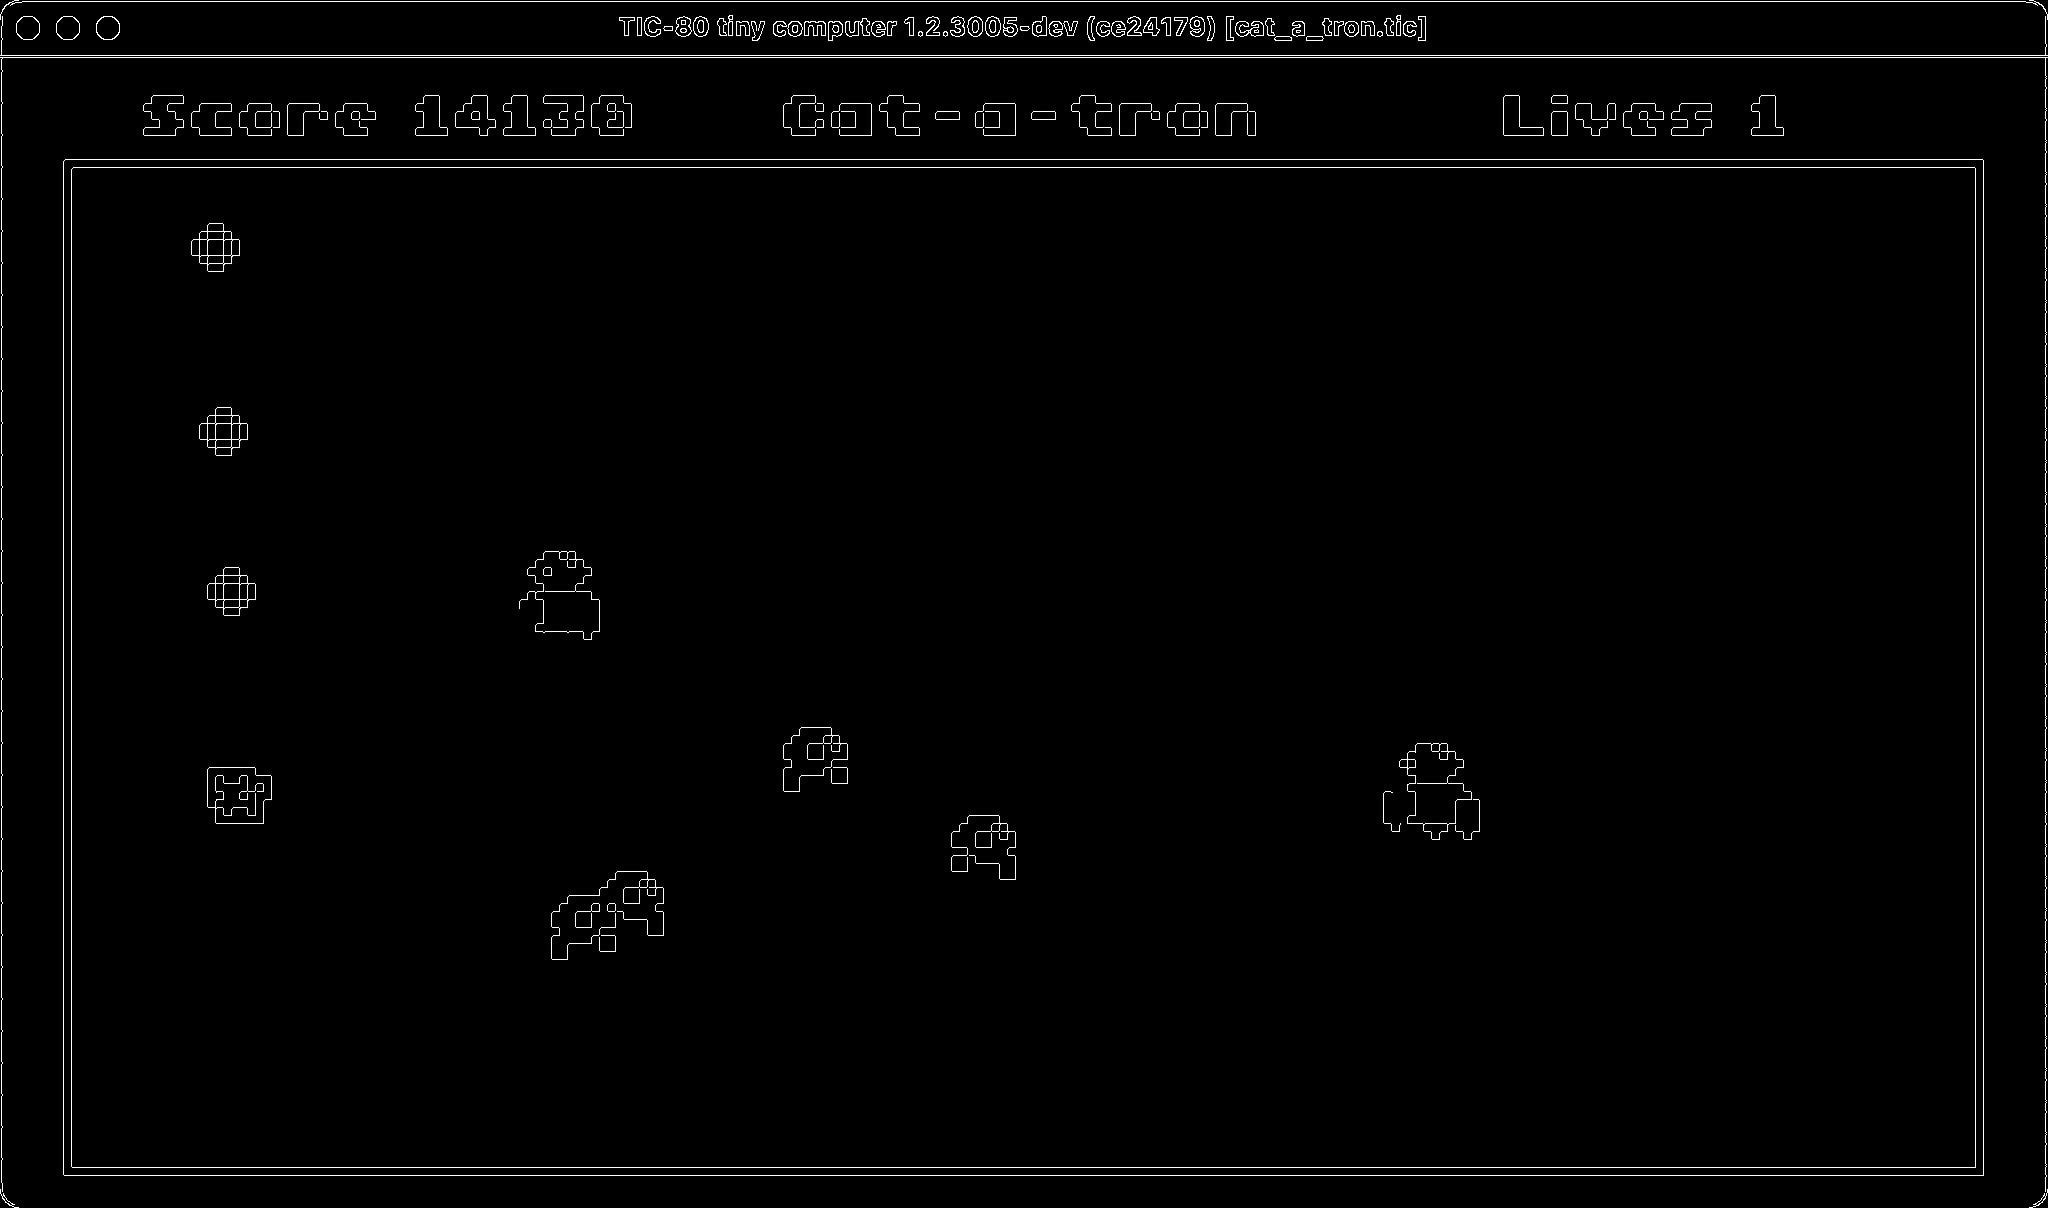 TIC-80 tiny computer 1.2.3005-dev (ce24179) [cat_a_tron.tic]
Score 14130 Cat-a-tron Lives 1